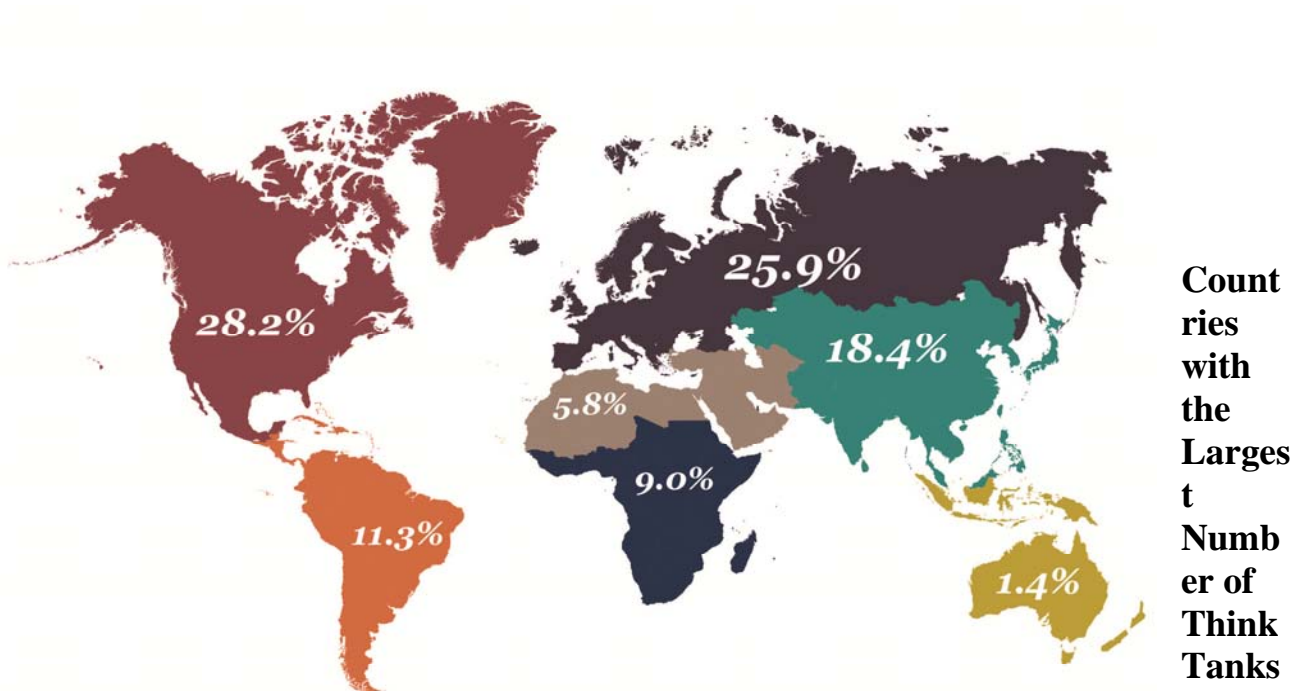 25.9%
28.2%
18.4%
5.8%
9.0%
11.3%
1.4%
Count
ries
with
the
Larges
t
Numb
er of
Think
Tanks